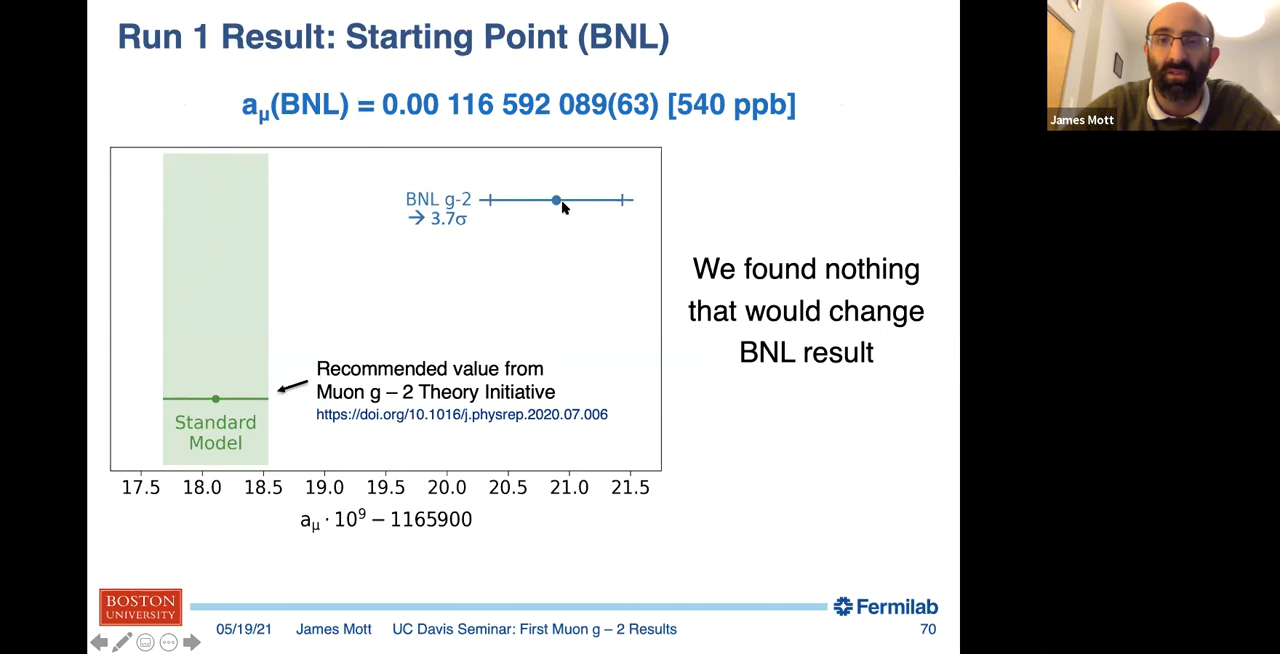 Run 1 Result: Starting Point (BNL)
aμ(BNL) = 0.00 116 592 089(63) [540 ppb]
James Mott
BNL g-2
→ 3.7σ
We found nothing
that would change
BNL result
Recommended value from
Muon g – 2 Theory Initiative
https://doi.org/10.1016/j.physrep.2020.07.006
Standard
Model
17.5 18.0 18.5 19.0 19.5 20.0 20.5 21.0 21.5
aμ · 10⁹ − 1165900
BOSTON
UNIVERSITY
Fermilab
05/19/21 James Mott UC Davis Seminar: First Muon g – 2 Results 70